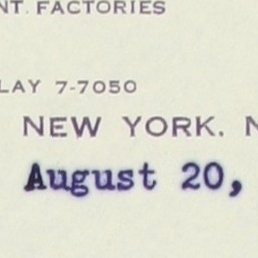 NT. FACTORIES
LAY 7-7050
NEW YORK. N
August 20,